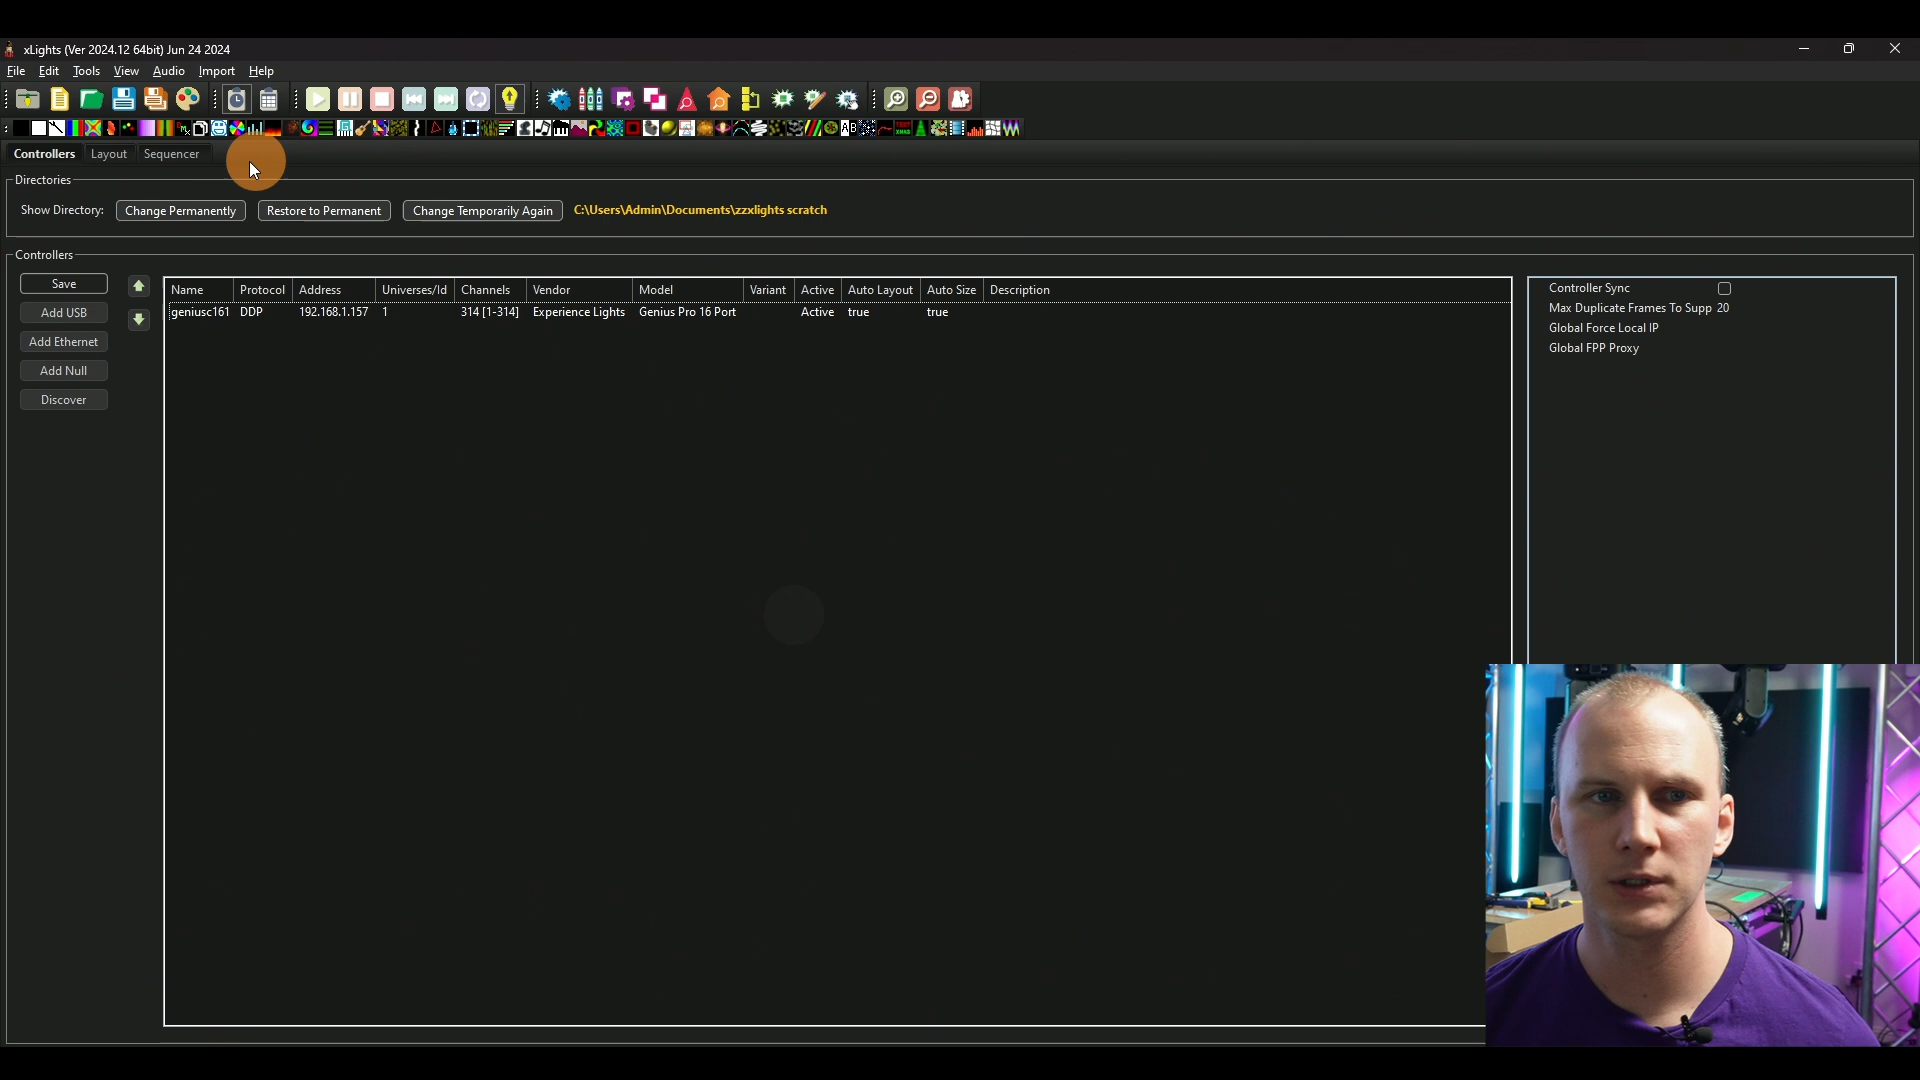 xLights (Ver 2024.12 64bit) Jun 24 2024
File Edit Tools View Audio Import Help
Controllers Layout Sequencer
Directories
Show Directory: Change Permanently Restore to Permanent Change Temporarily Again C:\Users\Admin\Documents\zzxlights scratch
Controllers
Save
Add USB
Add Ethernet
Add Null
Discover
Name Protocol Address Universes/Id Channels Vendor Model Variant Active Auto Layout Auto Size Description
geniusc161 DDP 192.168.1.157 1 314 [1-314] Experience Lights Genius Pro 16 Port Active true true
Controller Sync
Max Duplicate Frames To Supp 20
Global Force Local IP
Global FPP Proxy